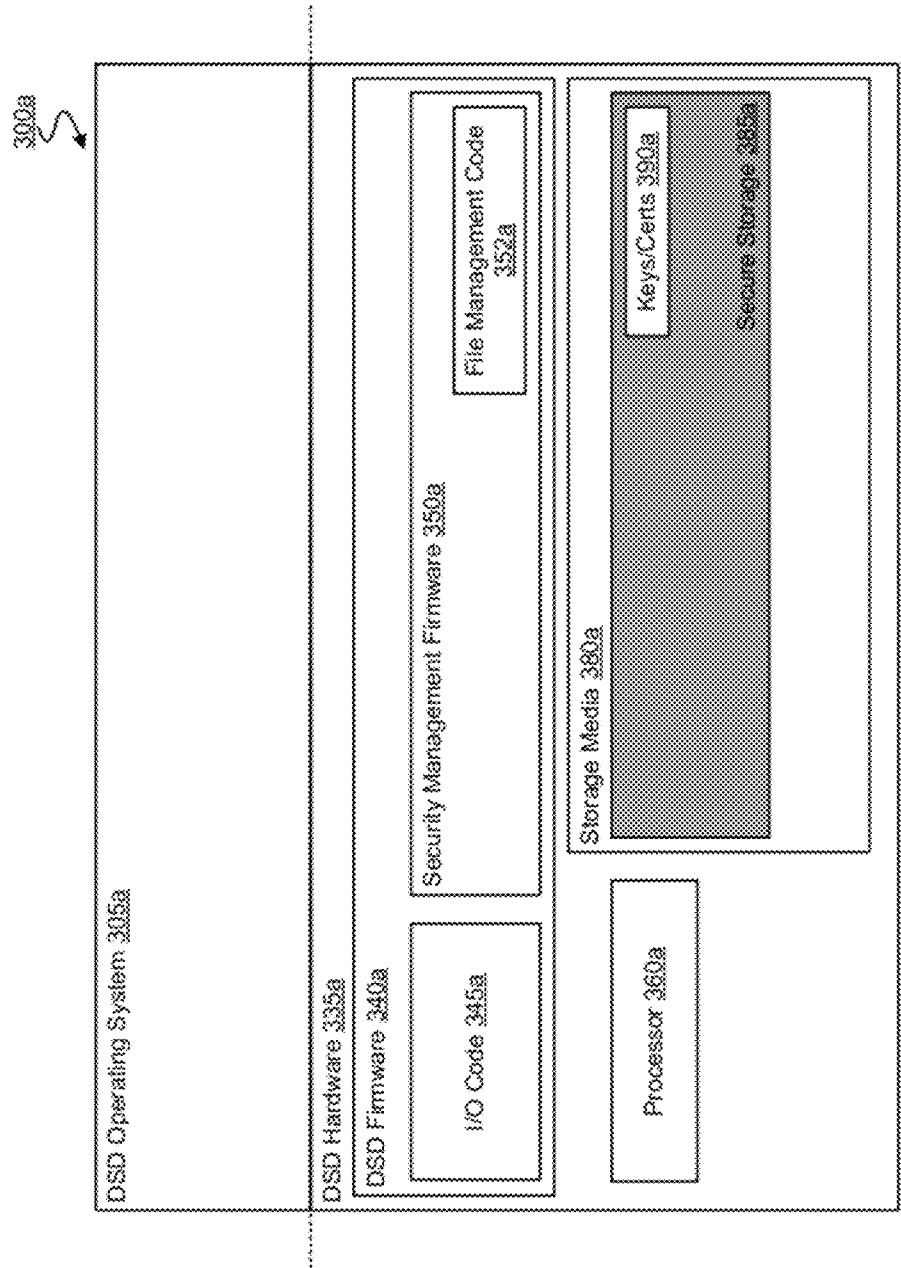 300a
DSD Operating System 305a
DSD Hardware 335a
DSD Firmware 340a
I/O Code 345a
Security Management Firmware 350a
File Management Code
352a
Processor 360a
Storage Media 380a
Keys/Certs 390a
Secure Storage 385a